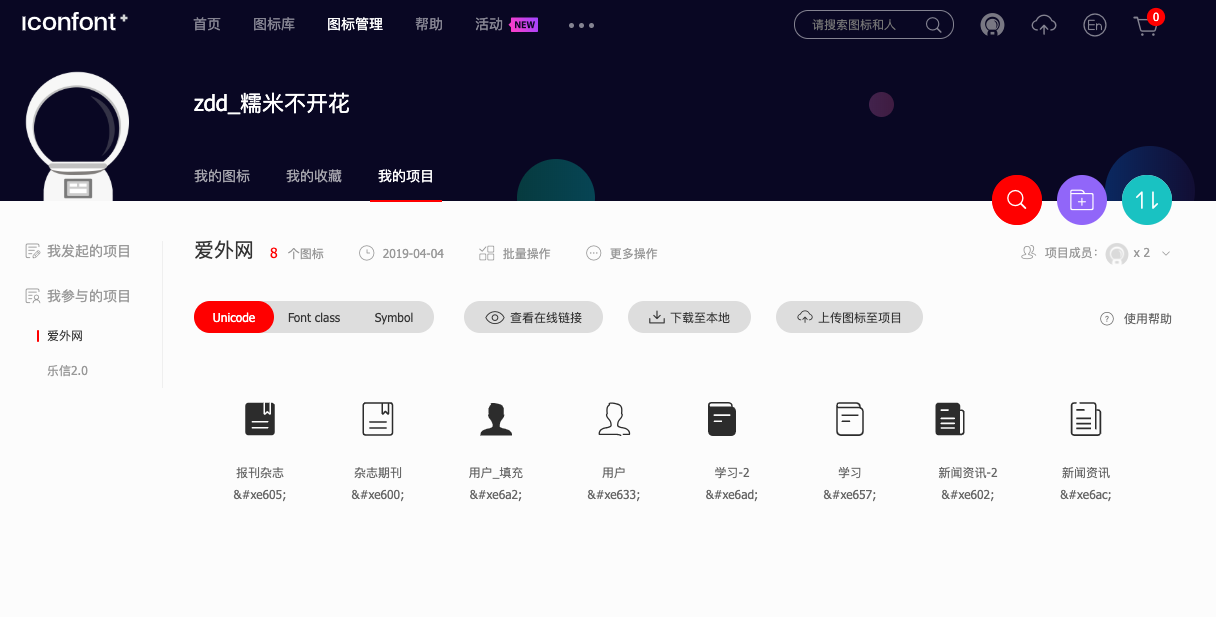 iconfont+
首页 图标库 图标管理 帮助 活动 NEW
请搜索图标和人
En
0
zdd_糯米不开花
我的图标 我的收藏 我的项目
我发起的项目
我参与的项目
爱外网
乐信2.0
爱外网 8 个图标 2019-04-04 批量操作 更多操作
项目成员: x 2
Unicode Font class Symbol 查看在线链接 下载至本地 上传图标至项目 使用帮助
报刊杂志 杂志期刊 用户_填充 用户 学习-2 学习 新闻资讯-2 新闻资讯
&#xe605; &#xe600; &#xe6a2; &#xe633; &#xe6ad; &#xe657; &#xe602; &#xe6ac;